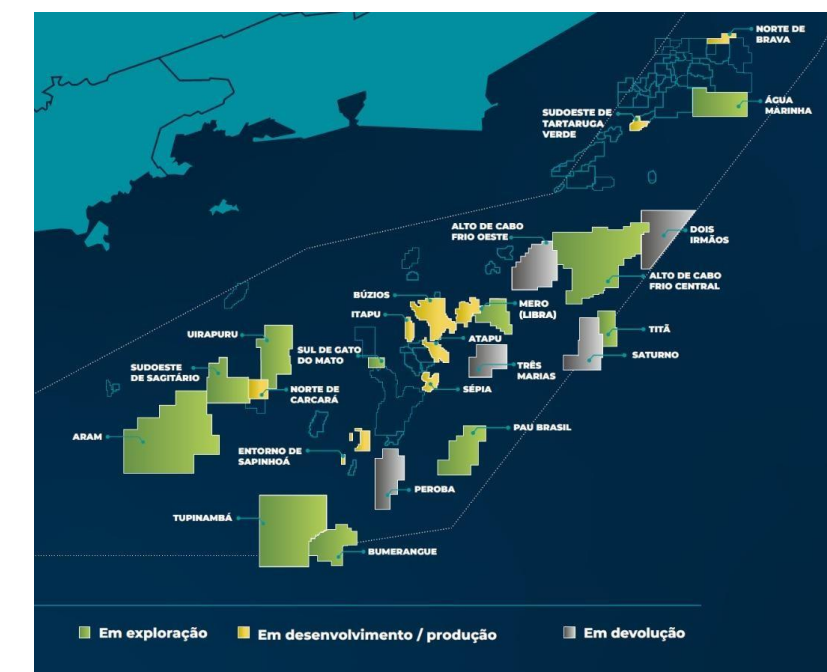 NORTE DE
BRAVA
ÁGUA
MARINHA
SUDOESTE DE
TARTARUGA
VERDE
ALTO DE CABO
FRIO OESTE
DOIS
IRMÃOS
ALTO DE CABO
FRIO CENTRAL
BÚZIOS
MERO
(LIBRA)
ITAPU
TITÃ
UIRAPURU
ATAPU
SUL DE GATO
DO MATO
SATURNO
SUDOESTE
DE SAGITÁRIO
TRÊS
MARIAS
NORTE DE
CARCARÁ
SÉPIA
PAU BRASIL
ARAM
ENTORNO DE
SAPINHOÁ
PEROBA
TUPINAMBÁ
BUMERANGUE
Em exploração
Em desenvolvimento / produção
Em devolução